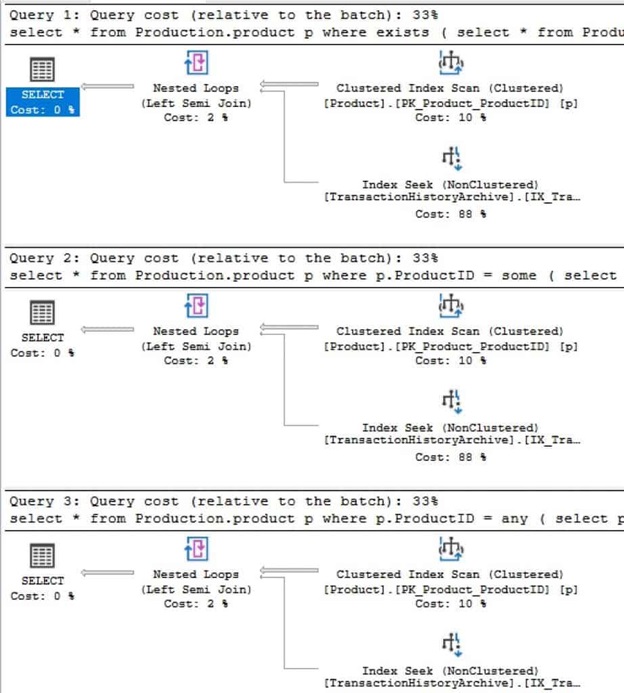 Query 1: Query cost (relative to the batch): 33%
select * from Production.product p where exists ( select * from Produ
SELECT
Cost: 0 %
Nested Loops
(Left Semi Join)
Cost: 2 %
Clustered Index Scan (Clustered)
[Product].[PK_Product_ProductID] [p]
Cost: 10 %
Index Seek (NonClustered)
[TransactionHistoryArchive].[IX_Tra…
Cost: 88 %
Query 2: Query cost (relative to the batch): 33%
select * from Production.product p where p.ProductID = some ( select
SELECT
Cost: 0 %
Nested Loops
(Left Semi Join)
Cost: 2 %
Clustered Index Scan (Clustered)
[Product].[PK_Product_ProductID] [p]
Cost: 10 %
Index Seek (NonClustered)
[TransactionHistoryArchive].[IX_Tra…
Cost: 88 %
Query 3: Query cost (relative to the batch): 33%
select * from Production.product p where p.ProductID = any ( select p
SELECT
Cost: 0 %
Nested Loops
(Left Semi Join)
Cost: 2 %
Clustered Index Scan (Clustered)
[Product].[PK_Product_ProductID] [p]
Cost: 10 %
Index Seek (NonClustered)
[TransactionHistoryArchive].[IX_Tra…